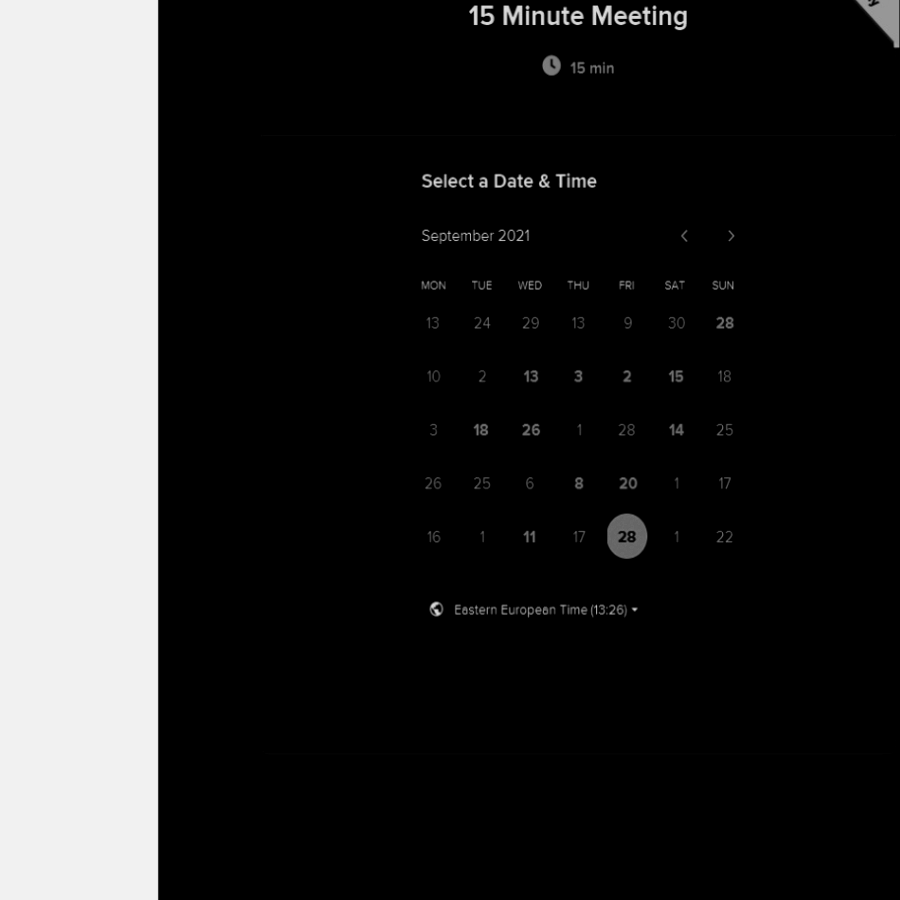 15 Minute Meeting
15 min
Select a Date & Time
September 2021
MON TUE WED THU FRI SAT SUN
13 24 29 13 9 30 28
10 2 13 3 2 15 18
3 18 26 1 28 14 25
26 25 6 8 20 1 17
16 1 11 17 28 1 22
Eastern European Time (13:26)